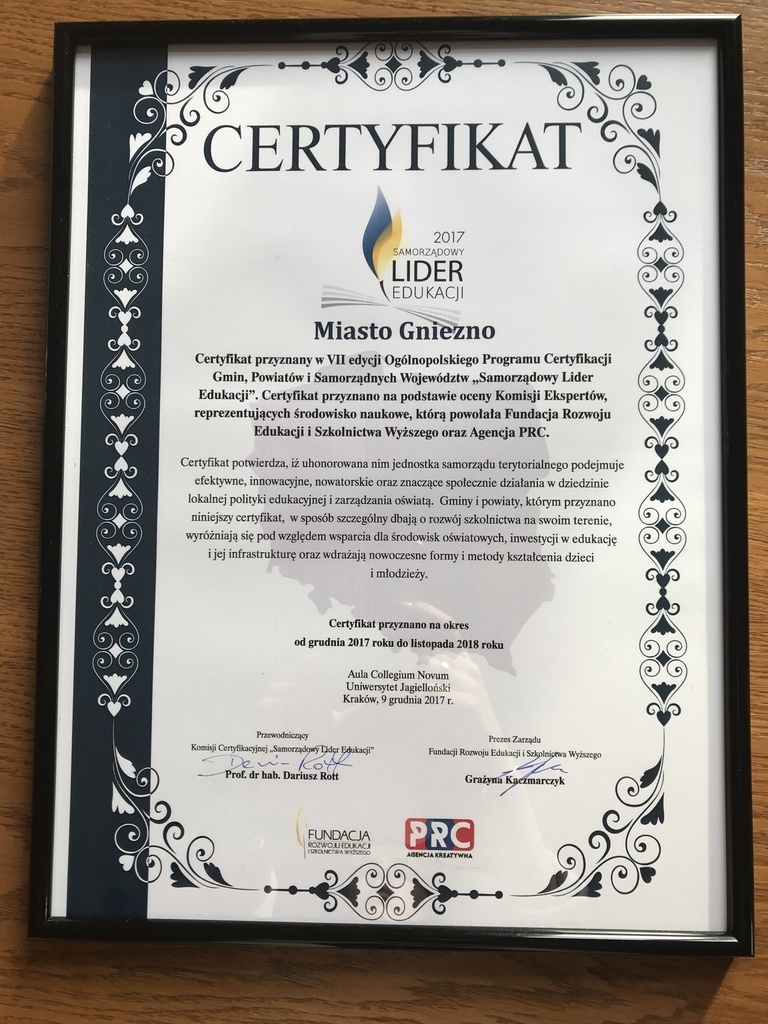 CERTYFIKAT
2017
SAMORZĄDOWY
LIDER
EDUKACJI
Miasto Gniezno
Certyfikat przyznany w VII edycji Ogólnopolskiego Programu Certyfikacji
Gmin, Powiatów i Samorządnych Województw „Samorządowy Lider
Edukacji”. Certyfikat przyznano na podstawie oceny Komisji Ekspertów,
reprezentujących środowisko naukowe, którą powołała Fundacja Rozwoju
Edukacji i Szkolnictwa Wyższego oraz Agencja PRC.
Certyfikat potwierdza, iż uhonorowana nim jednostka samorządu terytorialnego podejmuje
efektywne, innowacyjne, nowatorskie oraz znaczące społecznie działania w dziedzinie
lokalnej polityki edukacyjnej i zarządzania oświatą. Gminy i powiaty, którym przyznano
niniejszy certyfikat, w sposób szczególny dbają o rozwój szkolnictwa na swoim terenie,
wyróżniają się pod względem wsparcia dla środowisk oświatowych, inwestycji w edukację
i jej infrastrukturę oraz wdrażają nowoczesne formy i metody kształcenia dzieci
i młodzieży.
Certyfikat przyznano na okres
od grudnia 2017 roku do listopada 2018 roku
Aula Collegium Novum
Uniwersytet Jagielloński
Kraków, 9 grudnia 2017 r.
Przewodniczący
Komisji Certyfikacyjnej „Samorządowy Lider Edukacji”
Prof. dr hab. Dariusz Rott
Prezes Zarządu
Fundacji Rozwoju Edukacji i Szkolnictwa Wyższego
Grażyna Kaczmarczyk
FUNDACJA
ROZWOJU EDUKACJI
I SZKOLNICTWA WYŻSZEGO
PRC
AGENCJA KREATYWNA